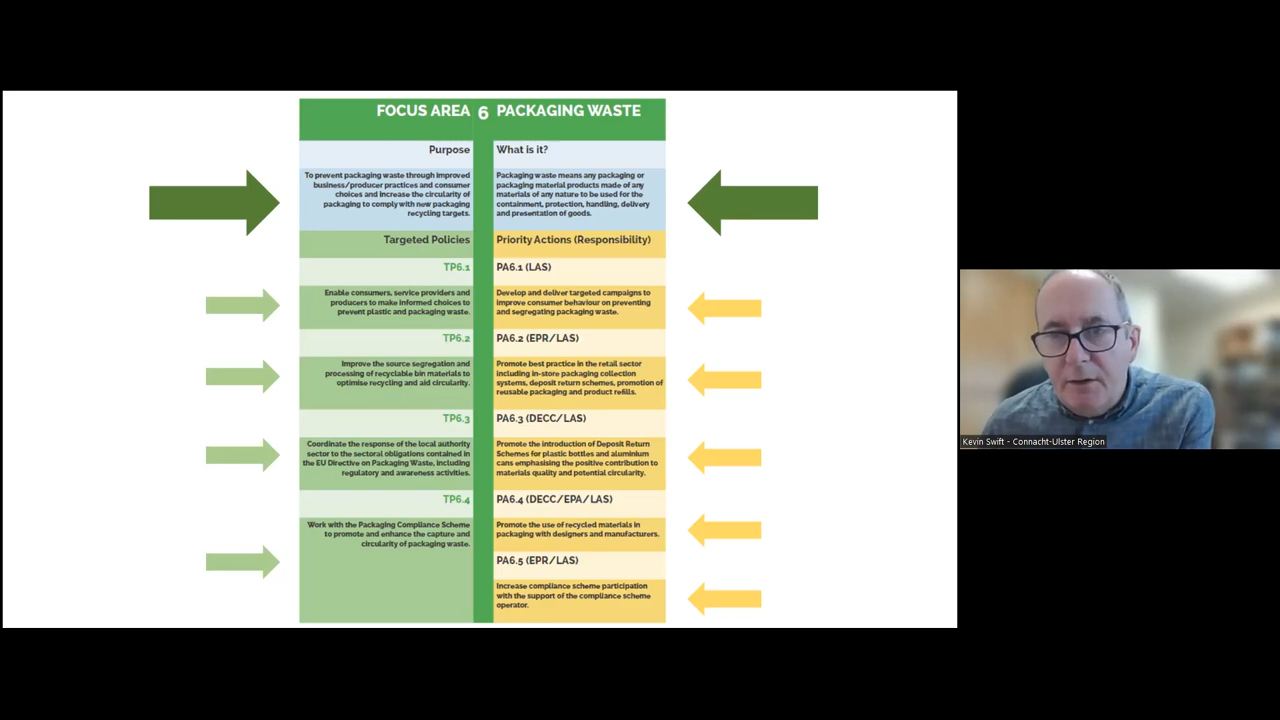 FOCUS AREA 6 PACKAGING WASTE
Purpose
To prevent packaging waste through improved
business/producer practices and consumer
choices and increase the circularity of
packaging to comply with new packaging
recycling targets.
What is it?
Packaging waste means any packaging or
packaging material products made of any
materials of any nature to be used for the
containment, protection, handling, delivery
and presentation of goods.
Targeted Policies
TP6.1
Enable consumers, service providers and
producers to make informed choices to
prevent plastic and packaging waste.
TP6.2
Improve the source segregation and
processing of recyclable bin materials to
optimise recycling and aid circularity.
TP6.3
Coordinate the response of the local authority
sector to the sectoral obligations contained in
the EU Directive on Packaging Waste, including
regulatory and awareness activities.
TP6.4
Work with the Packaging Compliance Scheme
to promote and enhance the capture and
circularity of packaging waste.
Priority Actions (Responsibility)
PA6.1 (LAS)
Develop and deliver targeted campaigns to
improve consumer behaviour on preventing
and segregating packaging waste.
PA6.2 (EPR/LAS)
Promote best practice in the retail sector
including in-store packaging collection
systems, deposit return schemes, promotion of
reusable packaging and product refills.
PA6.3 (DECC/LAS)
Promote the introduction of Deposit Return
Schemes for plastic bottles and aluminium
cans emphasising the positive contribution to
materials quality and potential circularity.
PA6.4 (DECC/EPA/LAS)
Promote the use of recycled materials in
packaging with designers and manufacturers.
PA6.5 (EPR/LAS)
Increase compliance scheme participation
with the support of the compliance scheme
operator.
Kevin Swift - Connacht-Ulster Region